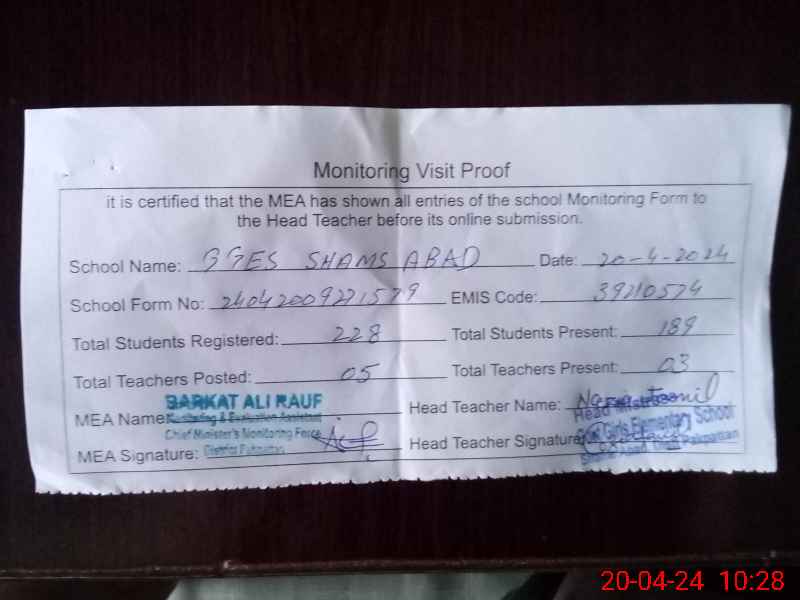 Monitoring Visit Proof
it is certified that the MEA has shown all entries of the school Monitoring Form to
the Head Teacher before its online submission.
School Name: GGES SHAMS ABAD Date: 20-4-2024
School Form No: EMIS Code: 39210574
Total Students Registered: 228 Total Students Present: 189
Total Teachers Posted: 05 Total Teachers Present: 03
BARKAT ALI RAUF
MEA Name: Monitoring & Evaluation Assistant Head Teacher Name:
Head Mistress
Chief Minister's Monitoring Force
Govt Girls Elementary School
MEA Signature: District Pakpattan Head Teacher Signature:
Pakpattan
20-04-24 10:28